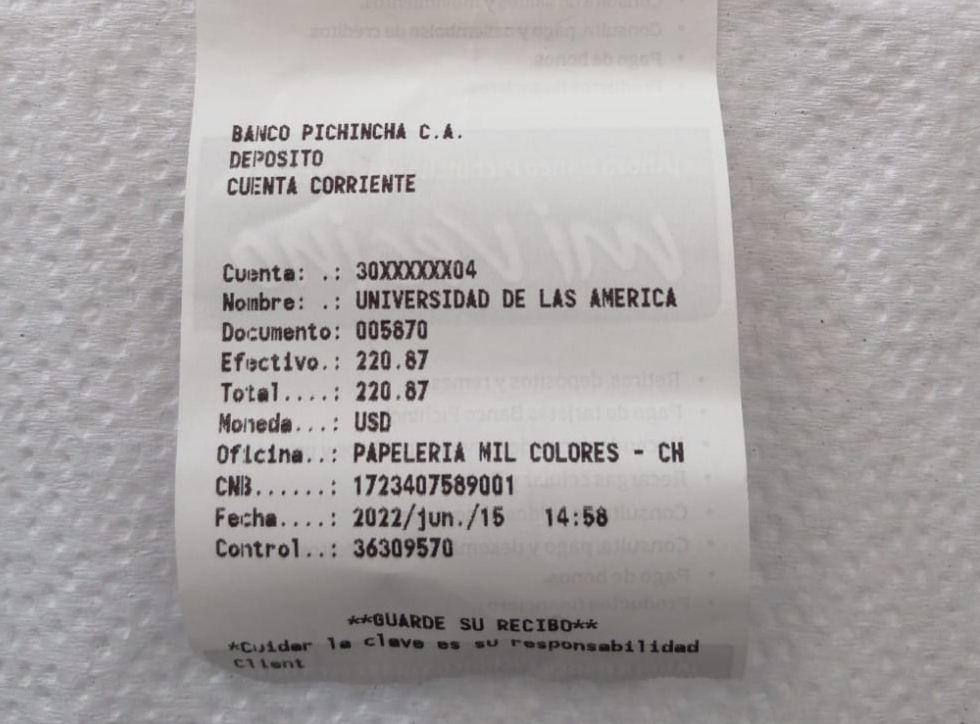 BANCO PICHINCHA C.A.
DEPOSITO
CUENTA CORRIENTE
Cuenta: .: 30XXXXXX04
Nombre: .: UNIVERSIDAD DE LAS AMERICA
Documento: 005870
Efectivo.: 220.87
Total....: 220.87
Moneda...: USD
Oficina..: PAPELERIA MIL COLORES - CH
CNB......: 1723407589001
Fecha....: 2022/jun./15 14:58
Control..: 36309570
**GUARDE SU RECIBO**
*Cuidar la clave es su responsabilidad
Client